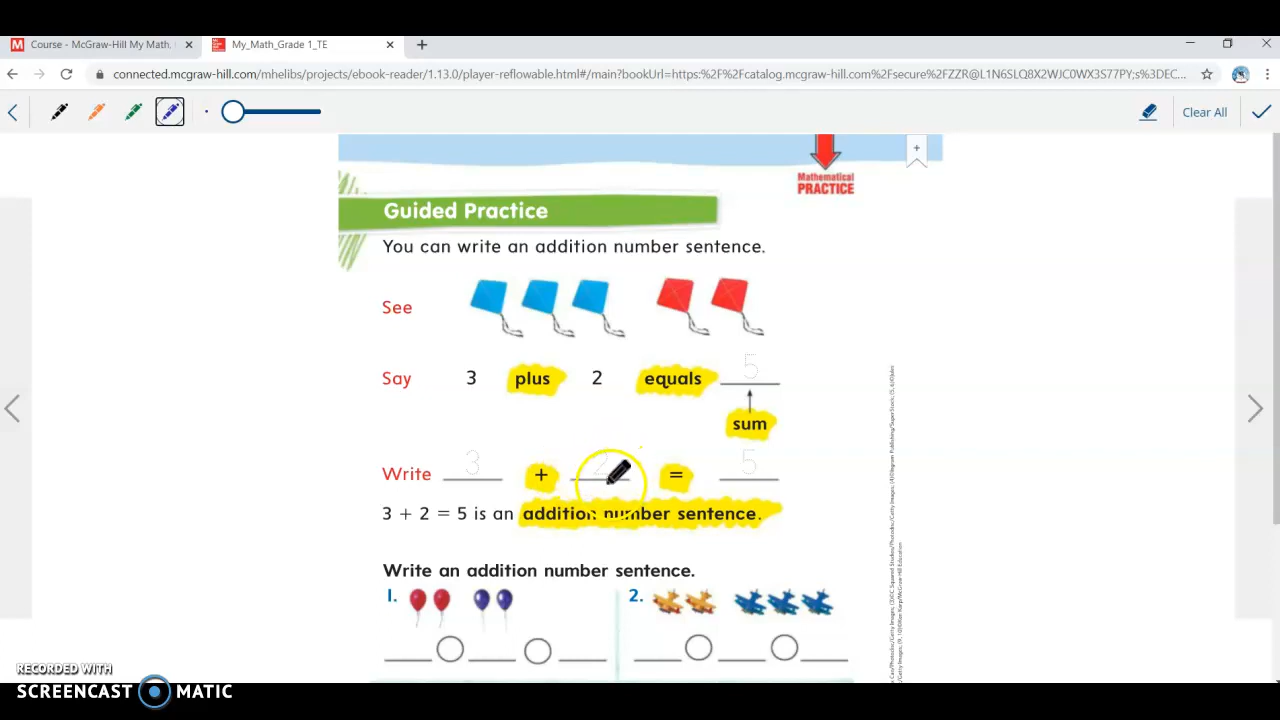 Course - McGraw-Hill My Math,
My_Math_Grade 1_TE
connected.mcgraw-hill.com/mhelibs/projects/ebook-reader/1.13.0/player-reflowable.html#/main?bookUrl=https:%2F%2Fcatalog.mcgraw-hill.com%2Fsecure%2FZZR@L1N6SLQ8X2WJC0WX3S77PY;s%3DEC...
Clear All
Mathematical
PRACTICE
Guided Practice
You can write an addition number sentence.
See
Say 3 plus 2 equals 5
sum
Write 3 + 2 = 5
3 + 2 = 5 is an addition number sentence.
Write an addition number sentence.
1. 2.
RECORDED WITH
SCREENCAST MATIC